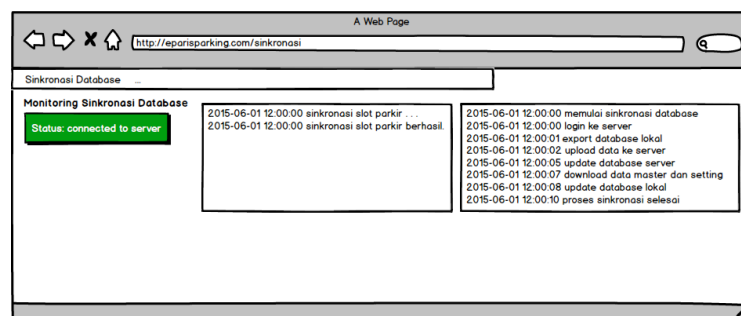 A Web Page
http://eparisparking.com/sinkronasi
Sinkronasi Database ...
Monitoring Sinkronasi Database
Status: connected to server
2015-06-01 12:00:00 sinkronasi slot parkir . . .
2015-06-01 12:00:00 sinkronasi slot parkir berhasil.
2015-06-01 12:00:00 memulai sinkronasi database
2015-06-01 12:00:00 login ke server
2015-06-01 12:00:01 export database lokal
2015-06-01 12:00:02 upload data ke server
2015-06-01 12:00:05 update database server
2015-06-01 12:00:07 download data master dan setting
2015-06-01 12:00:08 update database lokal
2015-06-01 12:00:10 proses sinkronasi selesai